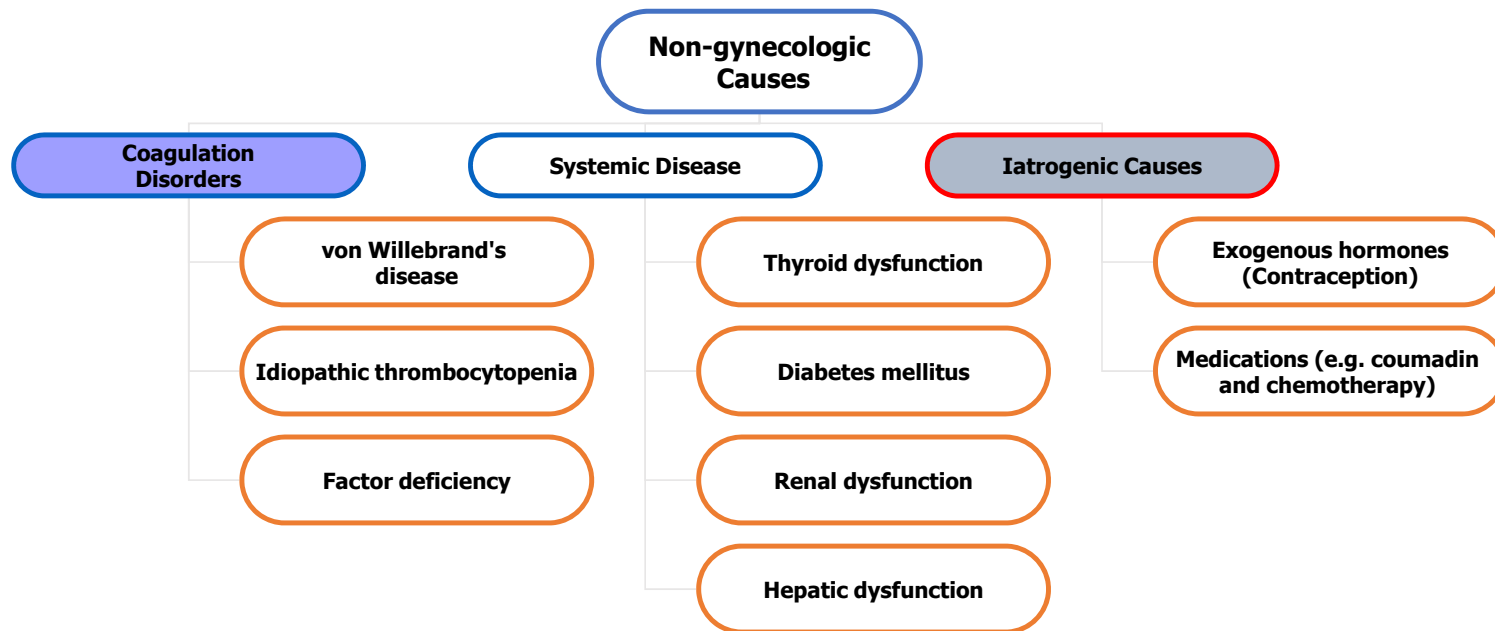 Non-gynecologic
Causes
Coagulation
Disorders
von Willebrand's
disease
Idiopathic thrombocytopenia
Factor deficiency
Systemic Disease
Thyroid dysfunction
Diabetes mellitus
Renal dysfunction
Hepatic dysfunction
Iatrogenic Causes
Exogenous hormones
(Contraception)
Medications (e.g. coumadin
and chemotherapy)